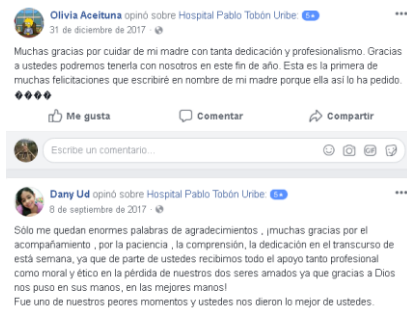 Olivia Aceituna opinó sobre Hospital Pablo Tobón Uribe: 5★
31 de diciembre de 2017 ·
Muchas gracias por cuidar de mi madre con tanta dedicación y profesionalismo. Gracias
a ustedes podremos tenerla con nosotros en este fin de año. Esta es la primera de
muchas felicitaciones que escribiré en nombre de mi madre porque ella así lo ha pedido.
����
Me gusta Comentar Compartir
Escribe un comentario...
GIF
Dany Ud opinó sobre Hospital Pablo Tobón Uribe: 5★
8 de septiembre de 2017 ·
Sólo me quedan enormes palabras de agradecimientos , ¡muchas gracias por el
acompañamiento , por la paciencia , la comprensión, la dedicación en el transcurso de
está semana, ya que de parte de ustedes recibimos todo el apoyo tanto profesional
como moral y ético en la pérdida de nuestros dos seres amados ya que gracias a Dios
nos puso en sus manos, en las mejores manos!
Fue uno de nuestros peores momentos y ustedes nos dieron lo mejor de ustedes.